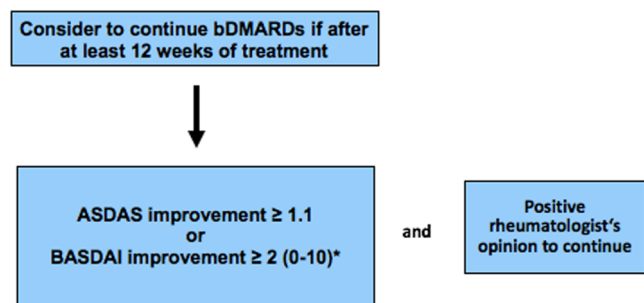 Consider to continue bDMARDs if after
at least 12 weeks of treatment
ASDAS improvement ≥ 1.1
or
BASDAI improvement ≥ 2 (0-10)*
and
Positive
rheumatologist's
opinion to continue